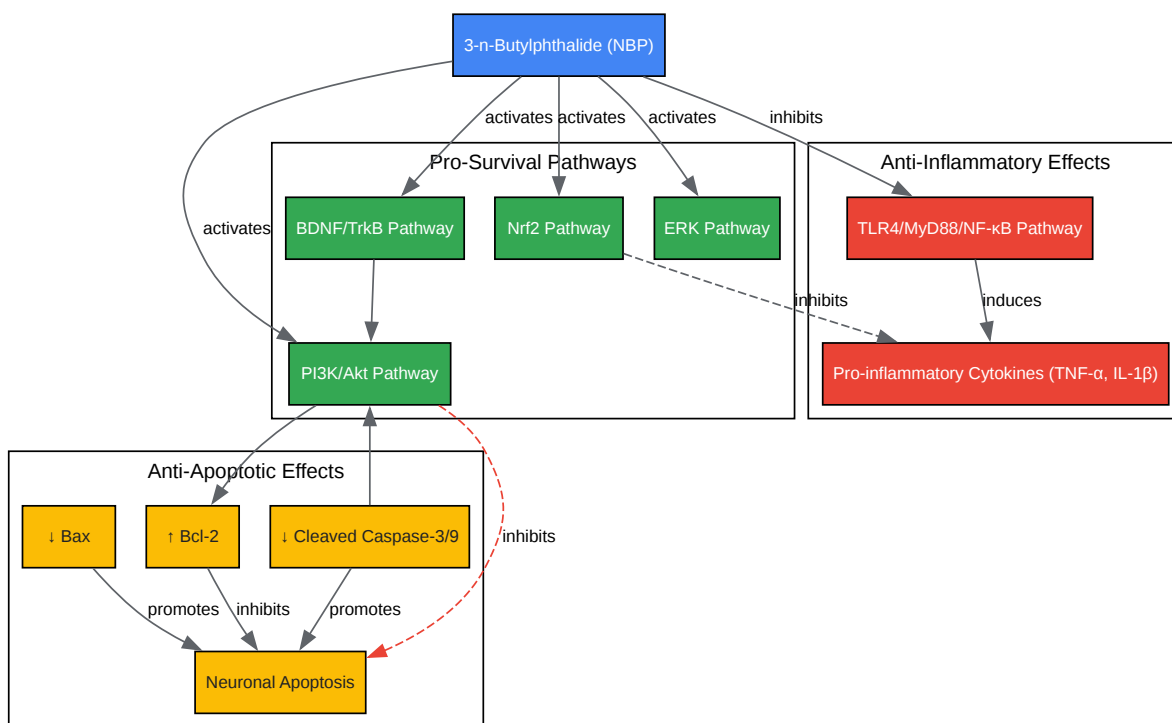 3-n-Butylphthalide (NBP)
activates
activates
activates
inhibits
Pro-Survival Pathways
Anti-Inflammatory Effects
activates
BDNF/TrkB Pathway
Nrf2 Pathway
ERK Pathway
TLR4/MyD88/NF-κB Pathway
inhibits
induces
PI3K/Akt Pathway
Pro-inflammatory Cytokines (TNF-α, IL-1β)
Anti-Apoptotic Effects
↓ Bax
↑ Bcl-2
↓ Cleaved Caspase-3/9
inhibits
promotes
inhibits
promotes
Neuronal Apoptosis